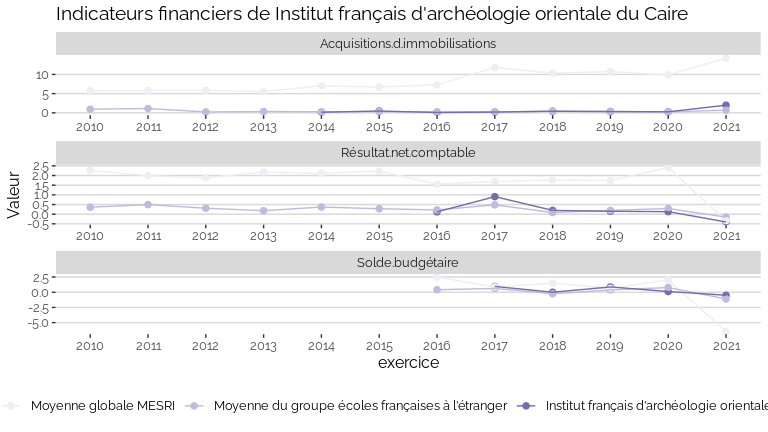 Indicateurs financiers de Institut français d'archéologie orientale du Caire
Acquisitions.d.immobilisations
10
5
0
2010 2011 2012 2013 2014 2015 2016 2017 2018 2019 2020 2021
Résultat.net.comptable
2.5
2.0
1.5
1.0
0.5
0.0
-0.5
2010 2011 2012 2013 2014 2015 2016 2017 2018 2019 2020 2021
Valeur
Solde.budgétaire
2.5
0.0
-2.5
-5.0
2010 2011 2012 2013 2014 2015 2016 2017 2018 2019 2020 2021
exercice
Moyenne globale MESRI Moyenne du groupe écoles françaises à l'étranger Institut français d'archéologie orientale